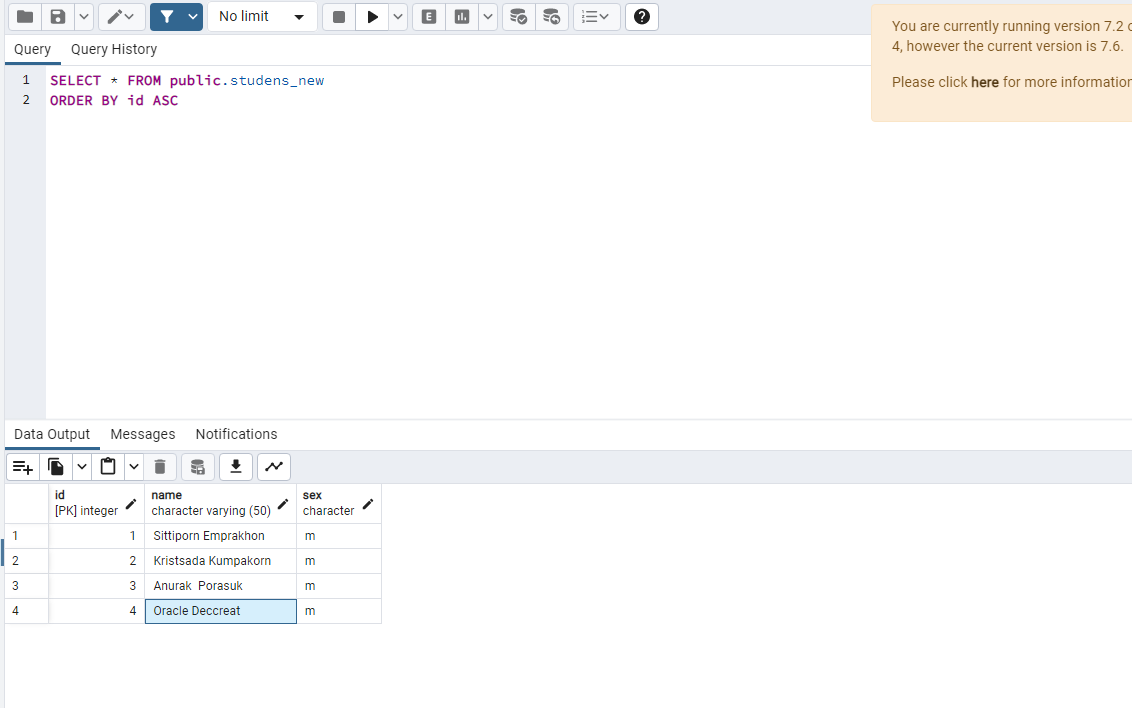 No limit
E
?
You are currently running version 7.2
4, however the current version is 7.6.
Please click here for more information
Query Query History
1 SELECT * FROM public.studens_new
2 ORDER BY id ASC
Data Output Messages Notifications
id name sex
[PK] integer character varying (50) character
1 1 Sittiporn Emprakhon m
2 2 Kristsada Kumpakorn m
3 3 Anurak  Porasuk m
4 4 Oracle Deccreat m